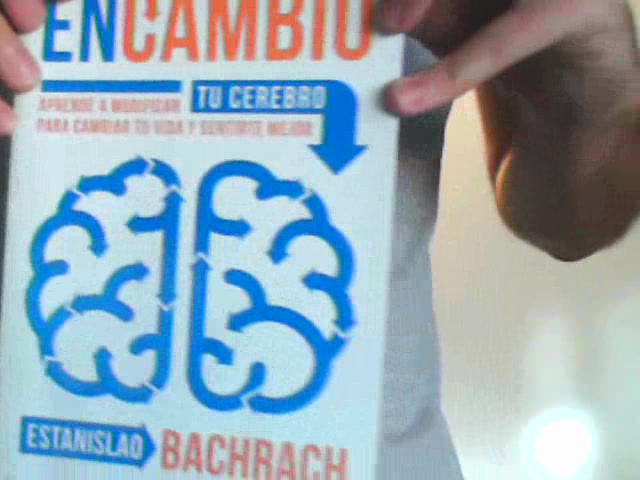 ENCAMBIO
APRENDE A MODIFICAR TU CEREBRO
PARA CAMBIAR TU VIDA Y SENTIRTE MEJOR
ESTANISLAO BACHRACH